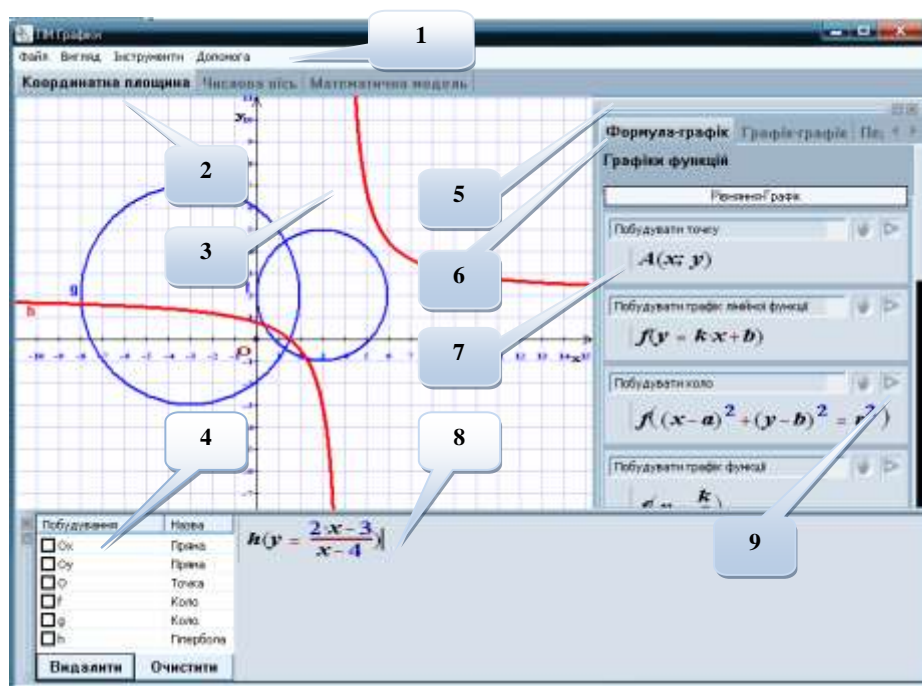 ПМ Графіки
Файл Вигляд Інструменти Допомога
Координатна площина Числова вісь Математична модель
1
2
3
4
5
6
7
8
9
Формула-графік Графік-графік
Графіки функцій
Рівняння-Графік
Побудувати точку
A(x; y)
Побудувати графік лінійної функції
f(y = k·x+b)
Побудувати коло
f((x-a)^2 +(y-b)^2 = r^2)
Побудувати графік функції
y
g
h
O
x
Побудування Назва
Ox Пряма
Oy Пряма
O Точка
f Коло
g Коло
h Гіпербола
Видалити Очистити
h(y = (2·x-3)/(x-4))